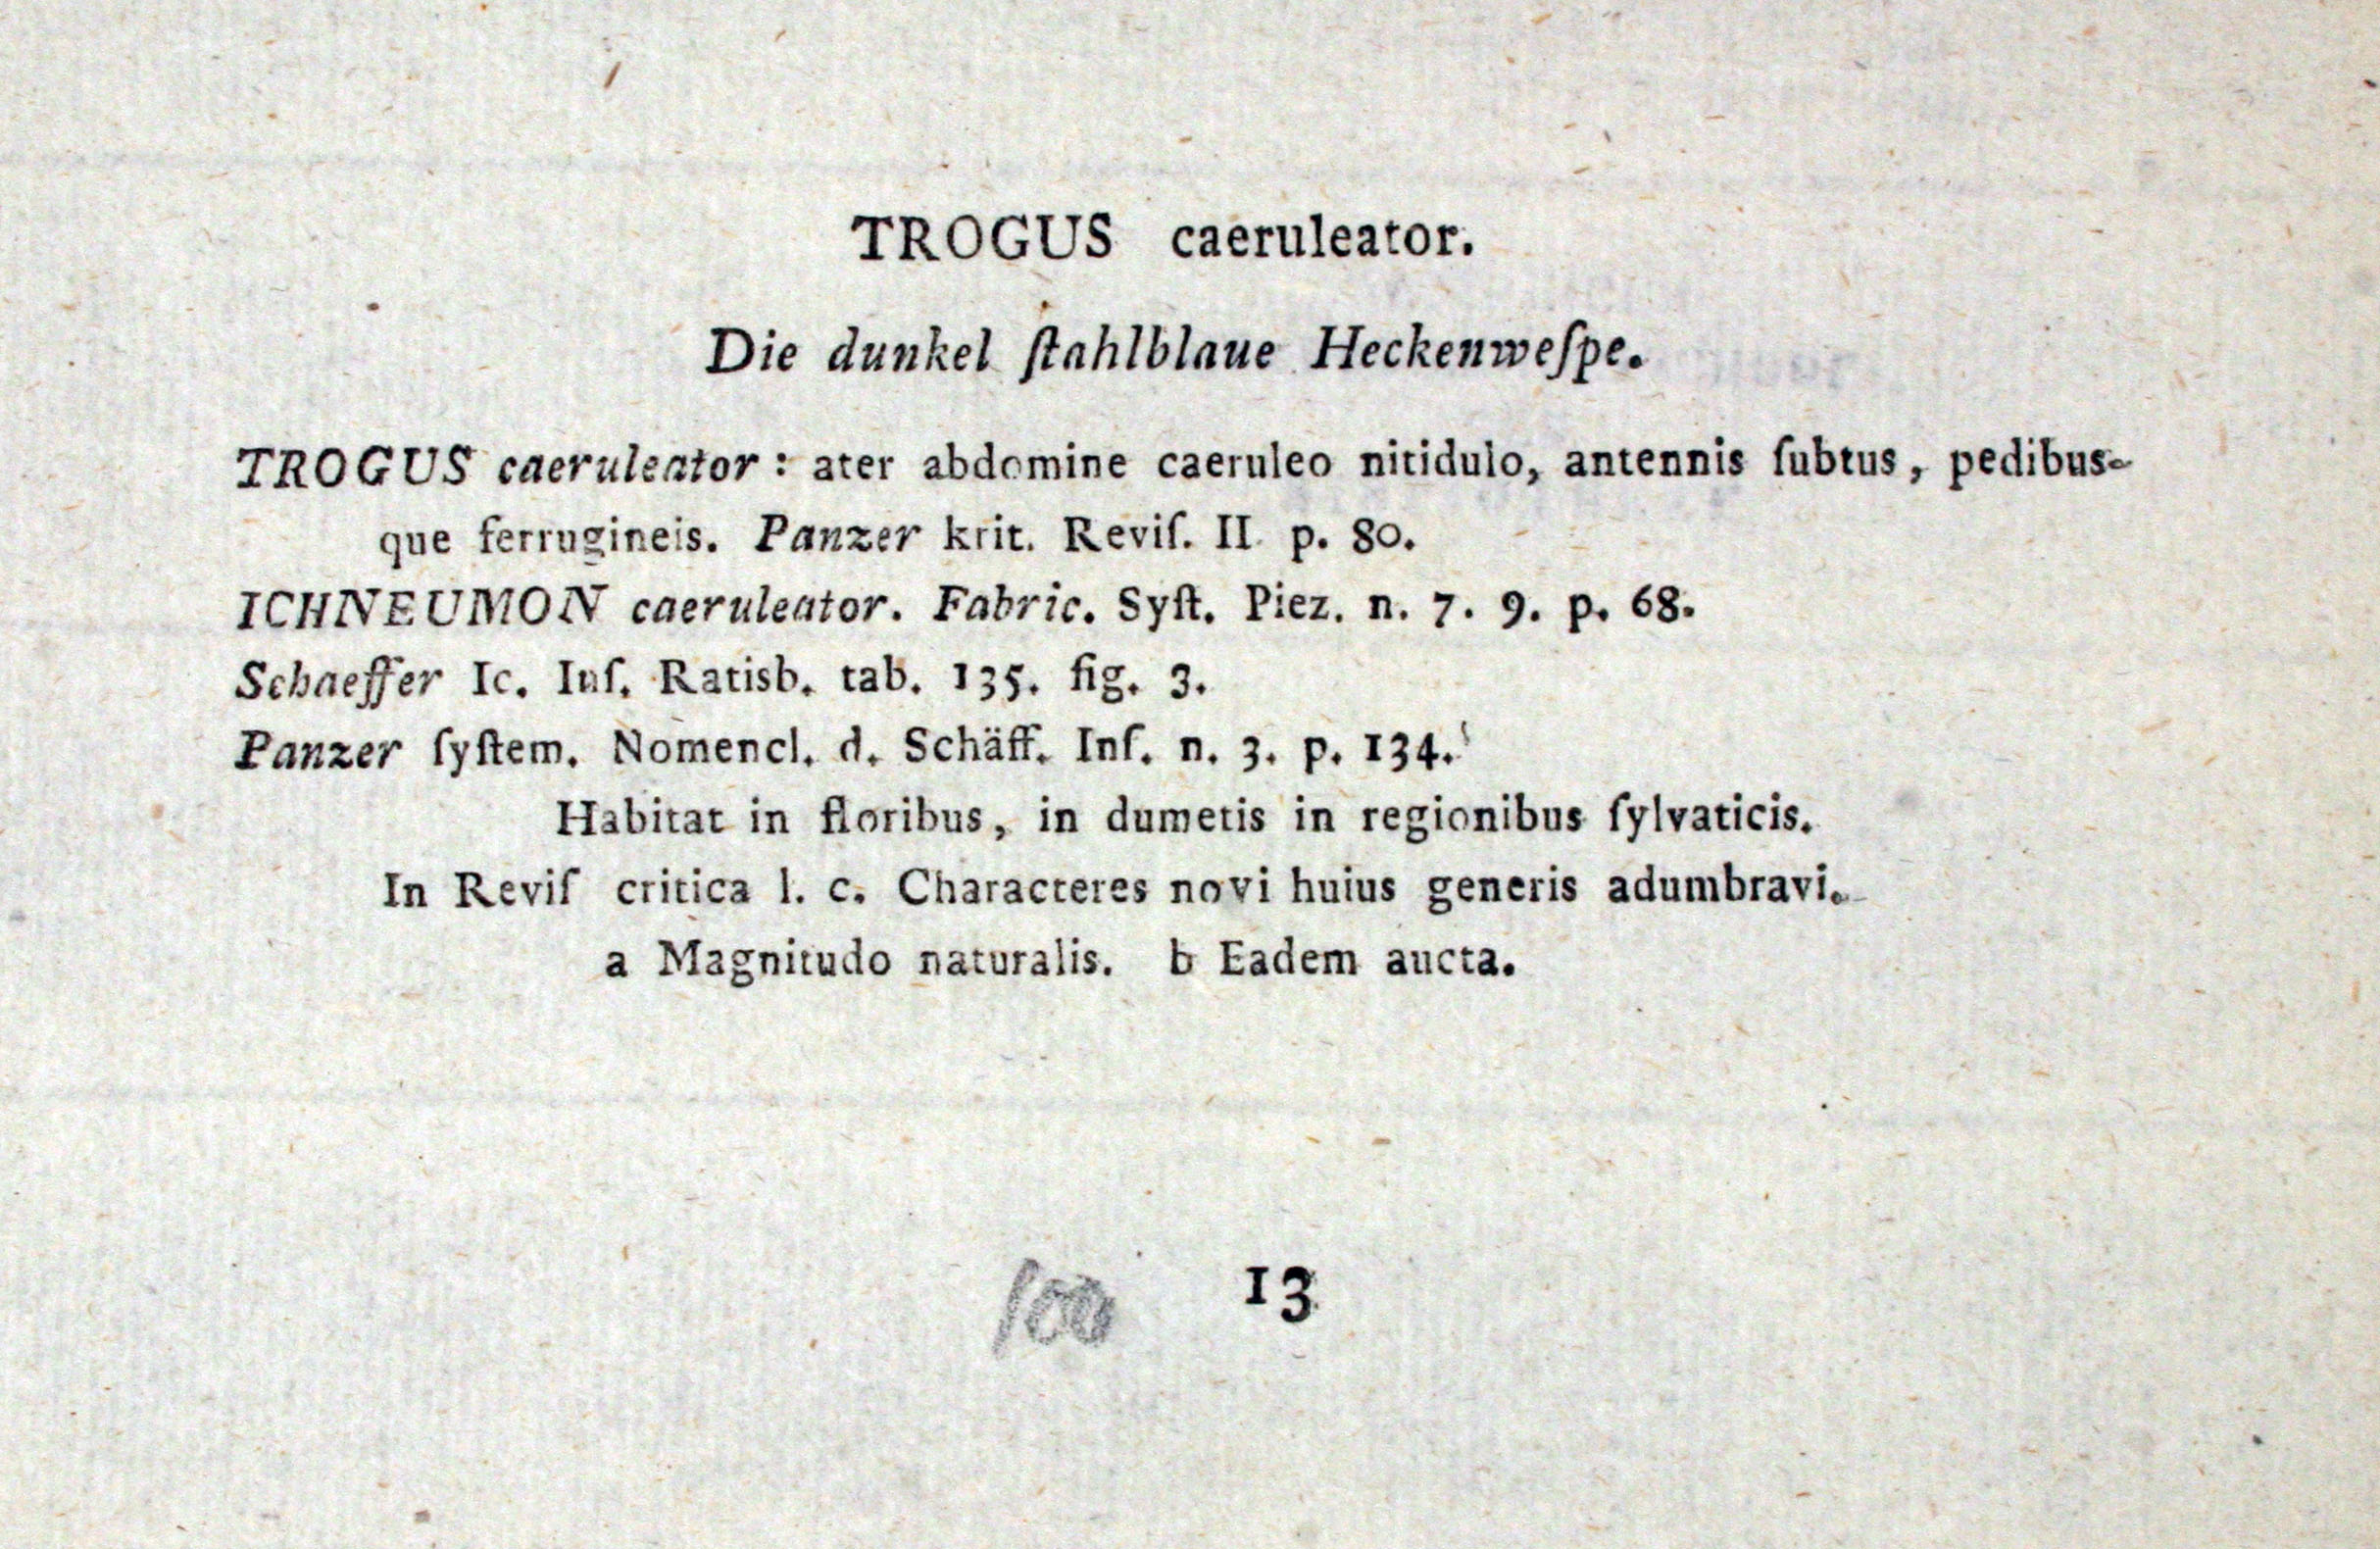 TROGUS caeruleator.
Die dunkel ſtahlblaue Heckenweſpe.
TROGUS caeruleator: ater abdomine caeruleo nitidulo, antennis ſubtus, pedibus-
que ferrugineis. Panzer krit. Reviſ. II. p. 80.
ICHNEUMON caeruleator. Fabric. Syſt. Piez. n. 7. 9. p. 68.
Schaeffer Ic. Inſ. Ratisb. tab. 135. fig. 3.
Panzer ſyſtem. Nomencl. d. Schäff. Inſ. n. 3. p. 134.
Habitat in floribus, in dumetis in regionibus ſylvaticis.
In Reviſ critica l. c. Characteres novi huius generis adumbravi.
a Magnitudo naturalis. b Eadem aucta.
100 13